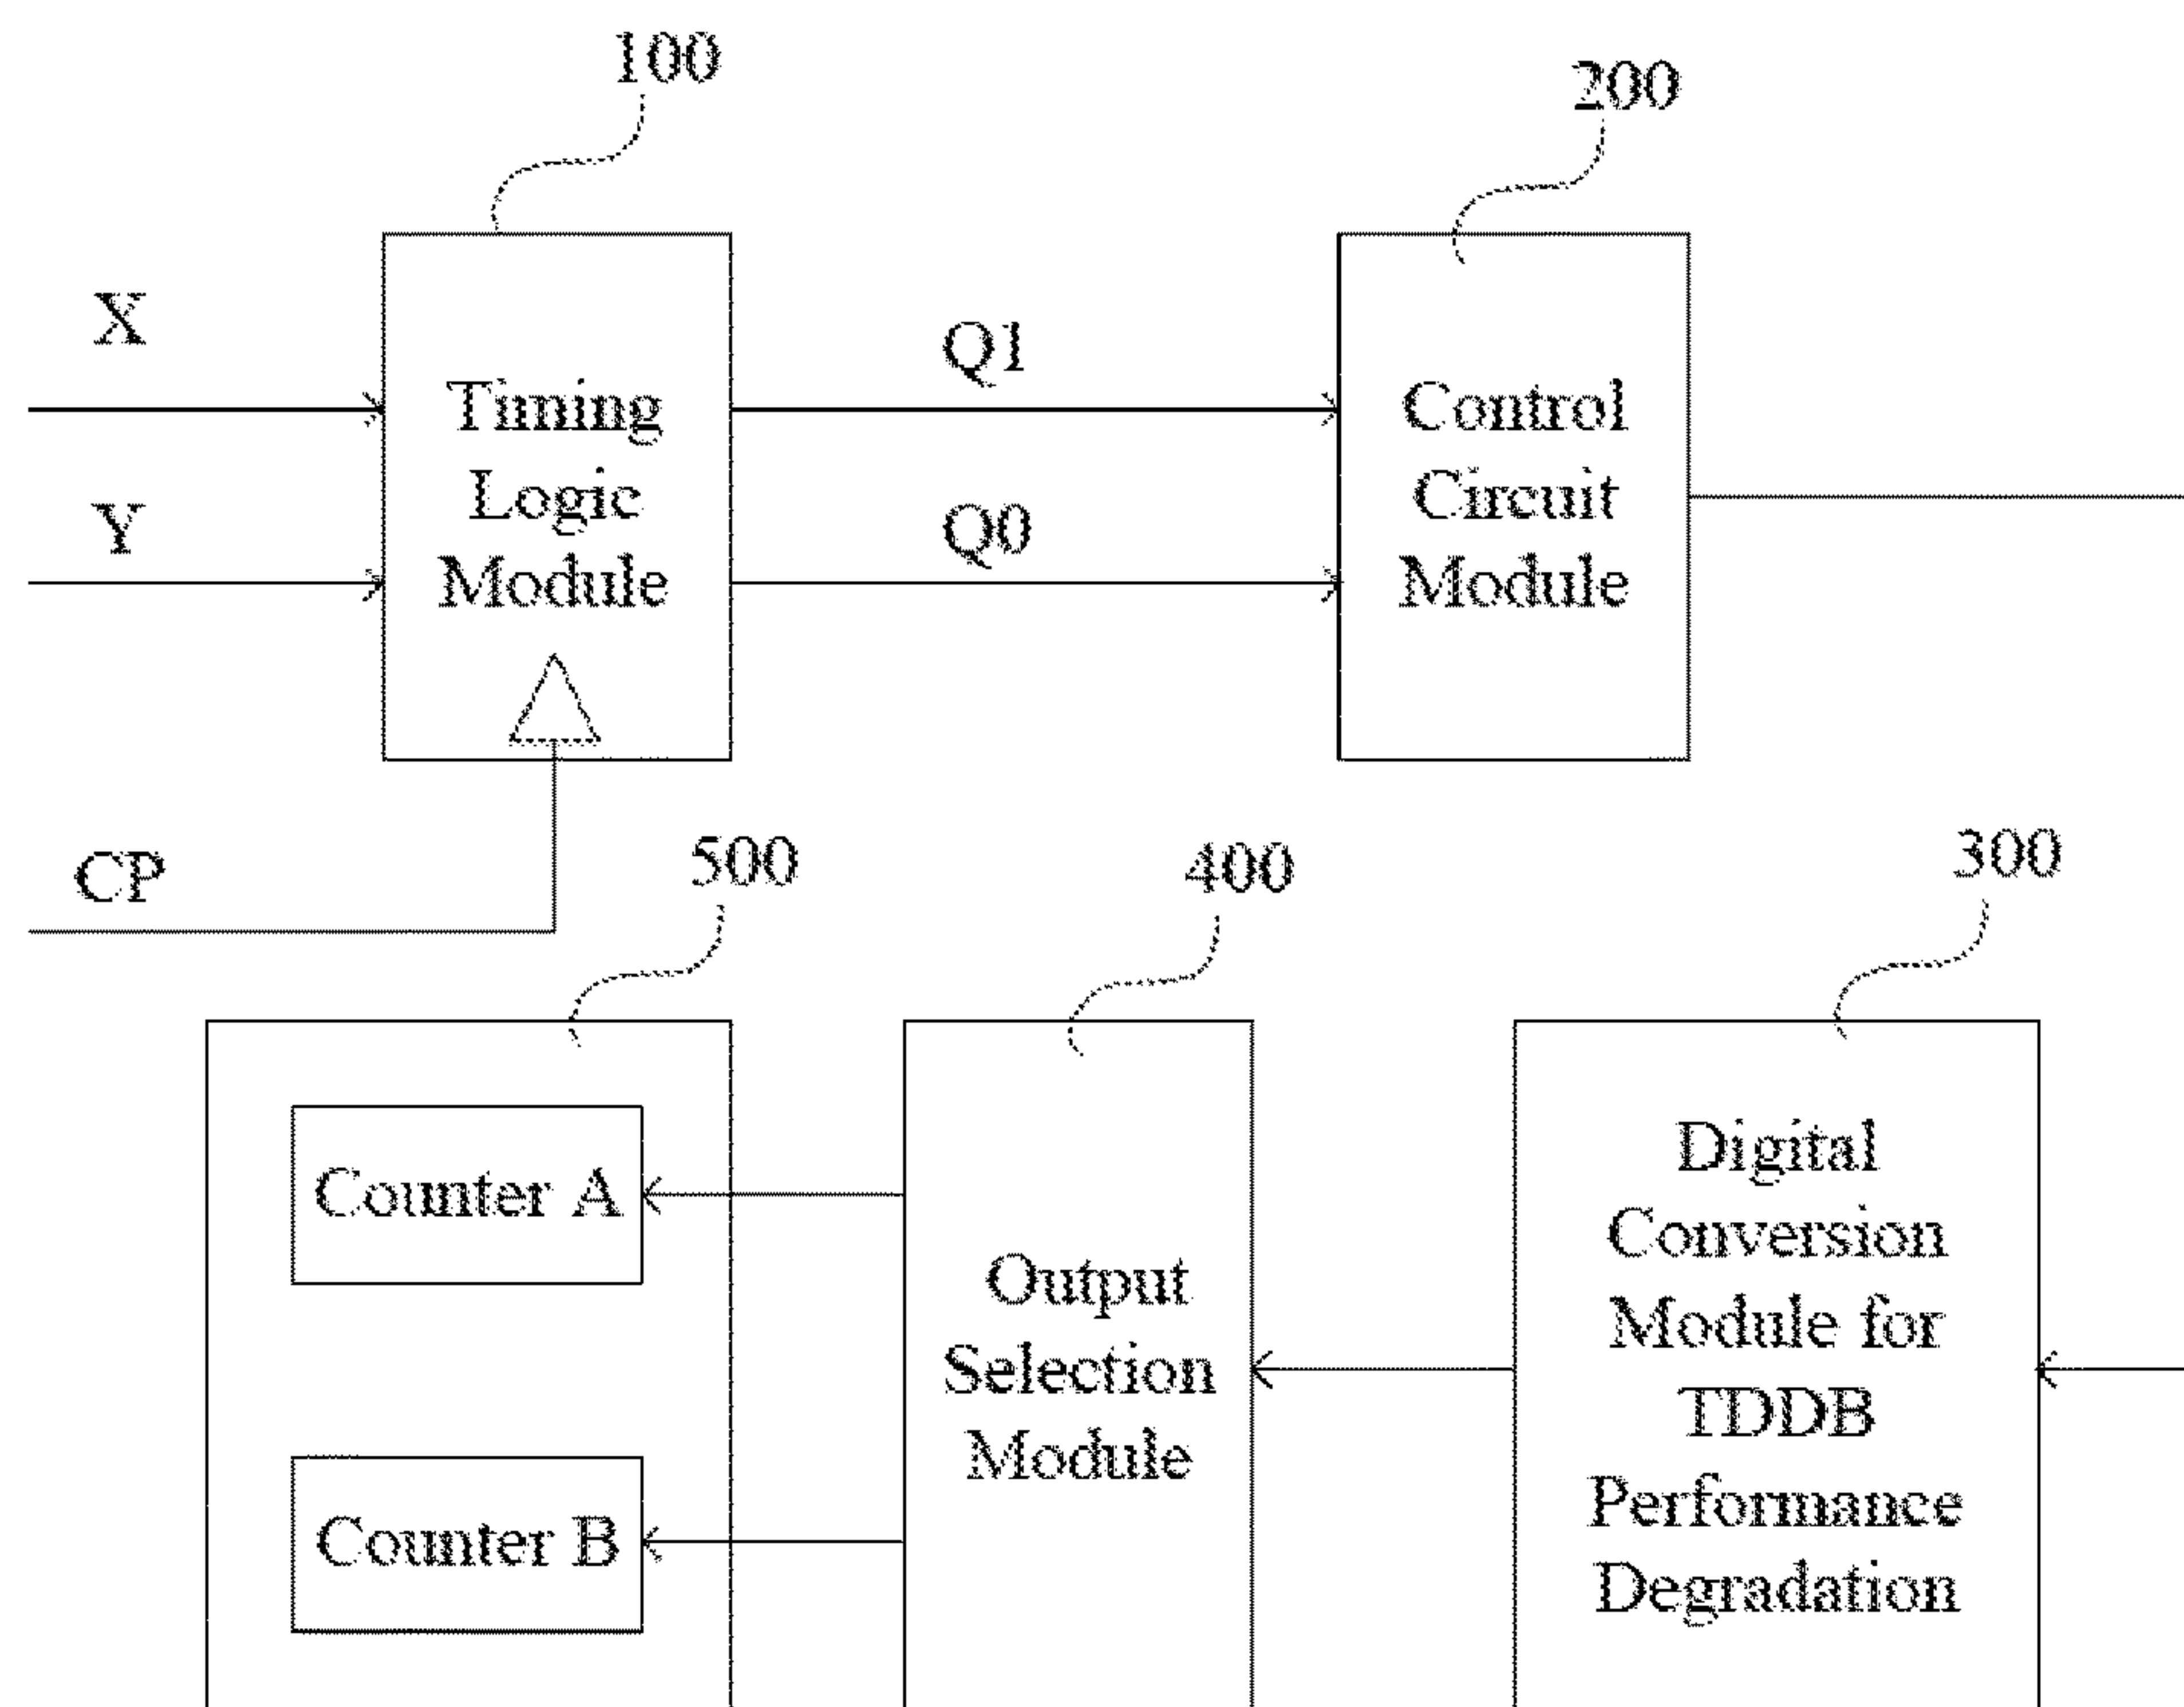 100
200
X
Y
Timing
Logic
Module
Q1
Q0
Control
Circuit
Module
CP
500
400
300
Counter A
Counter B
Output
Selection
Module
Digital
Conversion
Module for
TDDB
Performance
Degradation